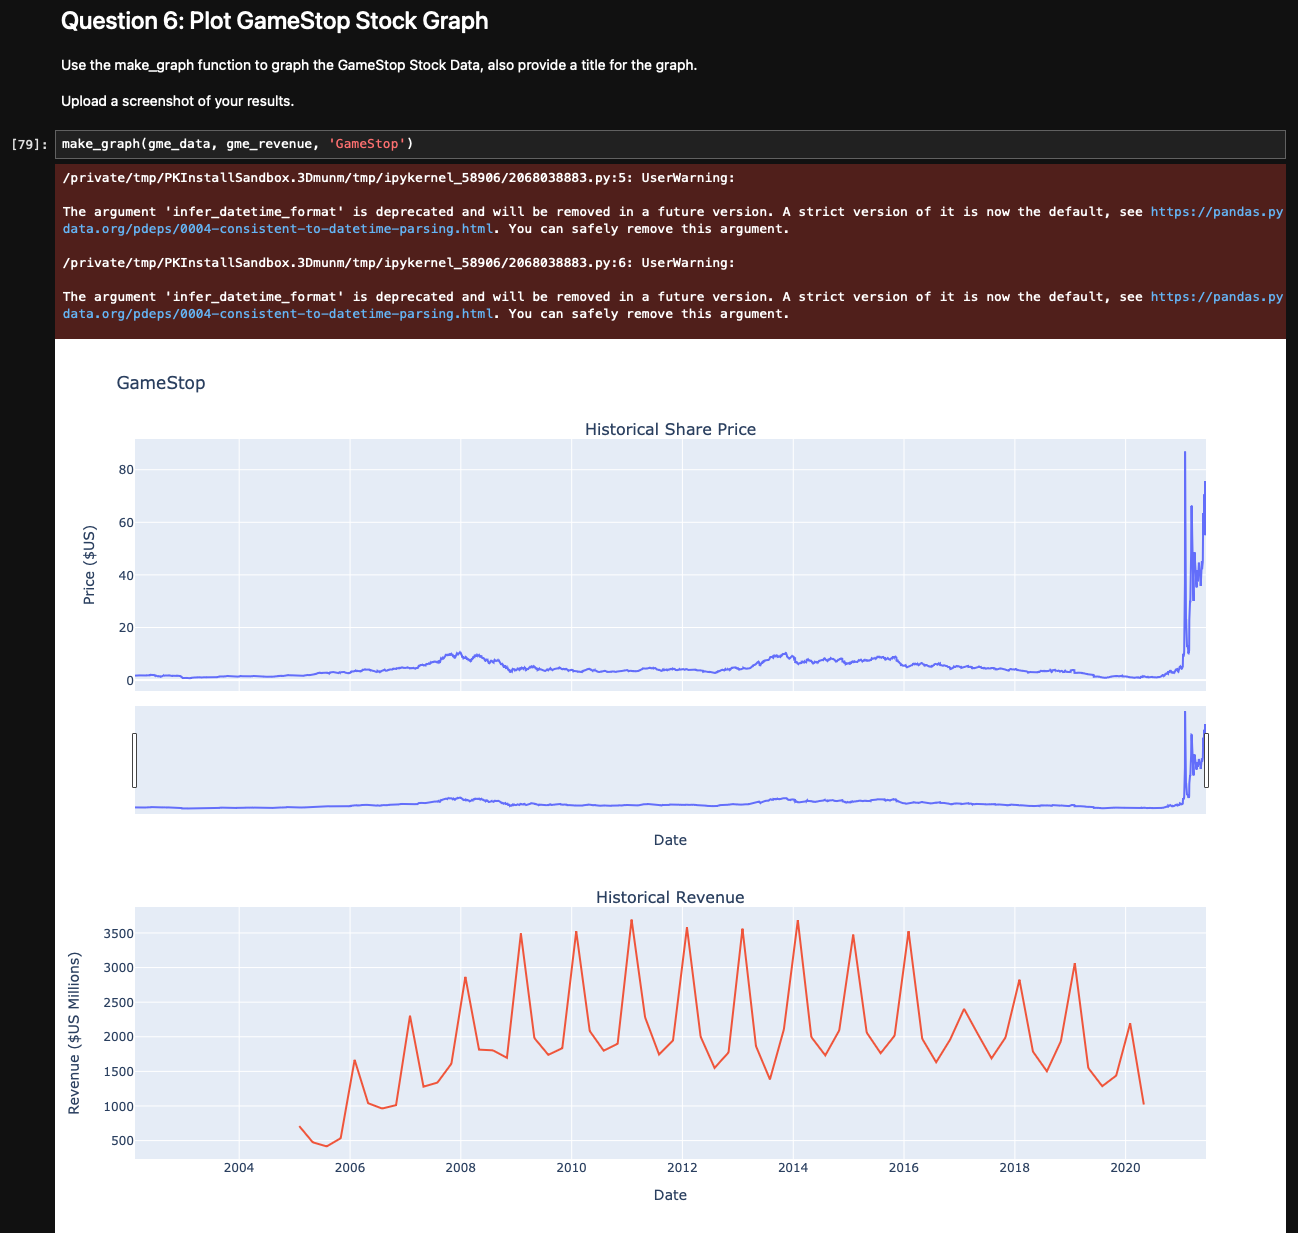 Question 6: Plot GameStop Stock Graph
Use the make_graph function to graph the GameStop Stock Data, also provide a title for the graph.
Upload a screenshot of your results.
[79]:
make_graph(gme_data, gme_revenue, 'GameStop')
/private/tmp/PKInstallSandbox.3Dmunm/tmp/ipykernel_58906/2068038883.py:5: UserWarning:
The argument 'infer_datetime_format' is deprecated and will be removed in a future version. A strict version of it is now the default, see https://pandas.py
data.org/pdeps/0004-consistent-to-datetime-parsing.html. You can safely remove this argument.
/private/tmp/PKInstallSandbox.3Dmunm/tmp/ipykernel_58906/2068038883.py:6: UserWarning:
The argument 'infer_datetime_format' is deprecated and will be removed in a future version. A strict version of it is now the default, see https://pandas.py
data.org/pdeps/0004-consistent-to-datetime-parsing.html. You can safely remove this argument.
GameStop
Historical Share Price
80
60
40
20
0
Price ($US)
Date
Historical Revenue
3500
3000
2500
2000
1500
1000
500
Revenue ($US Millions)
2004 2006 2008 2010 2012 2014 2016 2018 2020
Date